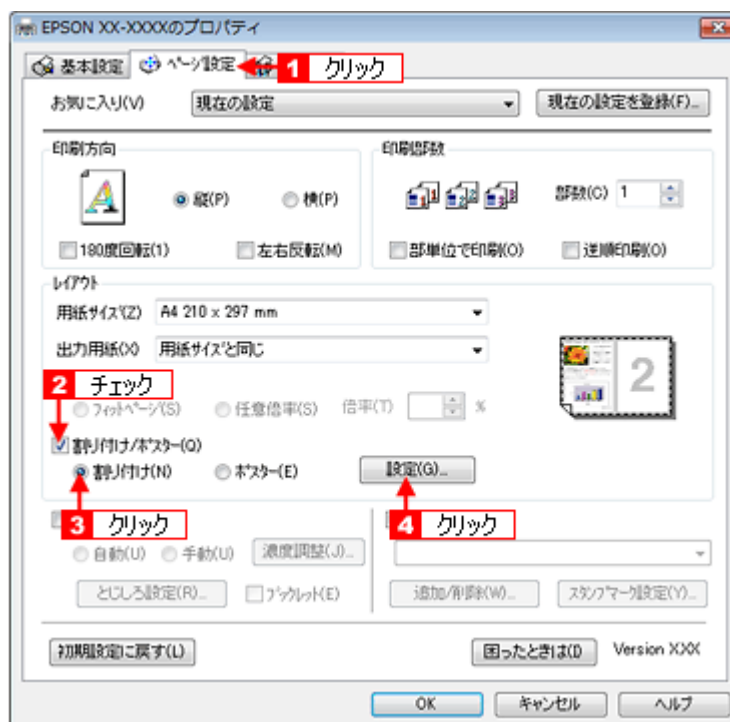 EPSON XX-XXXXのプロパティ
基本設定 ページ設定 1 クリック
お気に入り(V) 現在の設定 現在の設定を登録(F)...
印刷方向 印刷部数
縦(P) 横(P) 部数(C) 1
180度回転(1) 左右反転(M) 部単位で印刷(O) 逆順印刷(O)
レイアウト
用紙サイズ(Z) A4 210 x 297 mm
出力用紙(X) 用紙サイズと同じ
2
2 チェック
フィットページ(S) 任意倍率(S) 倍率(T) %
割り付け/ポスター(Q)
割り付け(N) ポスター(E) 設定(G)...
3 クリック 4 クリック
自動(U) 手動(U) 濃度調整(J)...
とじしろ設定(R)... ブックレット(E) 追加/削除(W)... スタンプマーク設定(Y)...
初期設定に戻す(L) 困ったときは(D Version X.XX
OK キャンセル ヘルプ